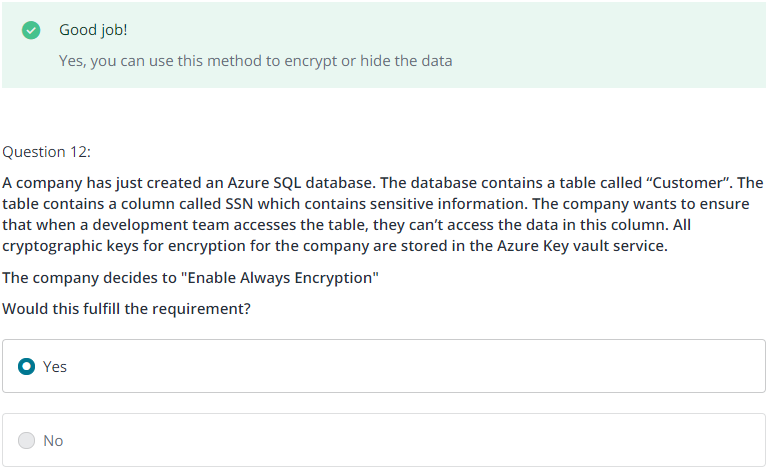 Good job!
Yes, you can use this method to encrypt or hide the data
Question 12:
A company has just created an Azure SQL database. The database contains a table called “Customer”. The
table contains a column called SSN which contains sensitive information. The company wants to ensure
that when a development team accesses the table, they can’t access the data in this column. All
cryptographic keys for encryption for the company are stored in the Azure Key vault service.
The company decides to "Enable Always Encryption"
Would this fulfill the requirement?
Yes
No